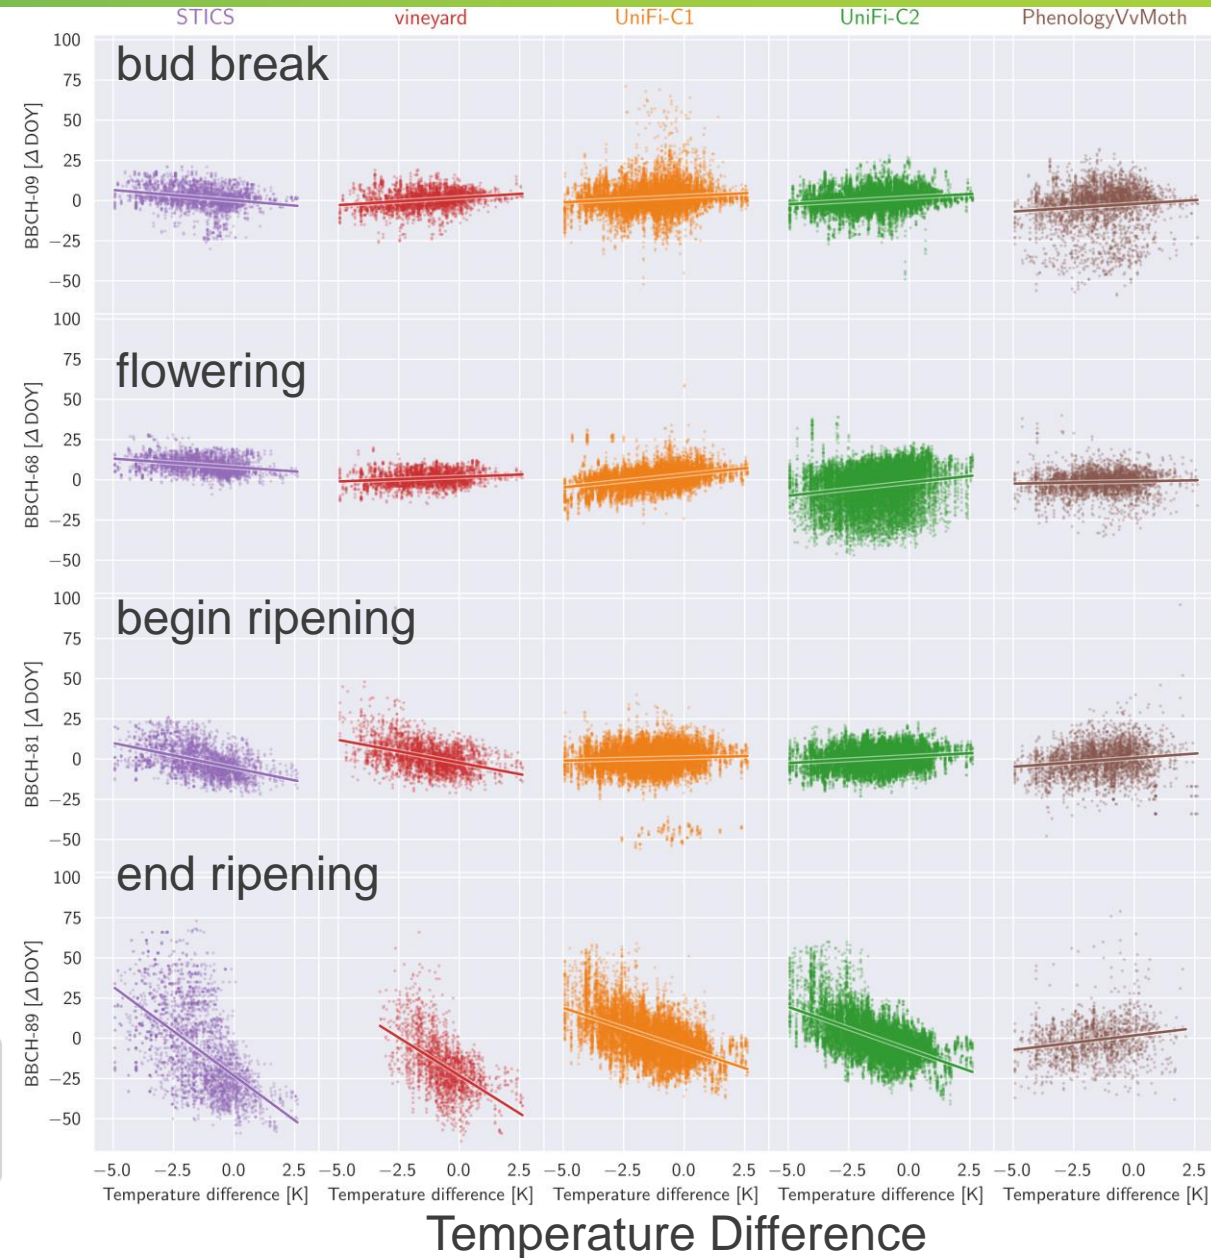 STICS vineyard UniFi-C1 UniFi-C2 PhenologyVvMoth
bud break
BBCH-09 [Δ DOY]
100
75
50
25
0
−25
−50
flowering
BBCH-68 [Δ DOY]
100
75
50
25
0
−25
−50
begin ripening
BBCH-81 [Δ DOY]
100
75
50
25
0
−25
−50
end ripening
BBCH-89 [Δ DOY]
100
75
50
25
0
−25
−50
−5.0 −2.5 0.0 2.5 −5.0 −2.5 0.0 2.5 −5.0 −2.5 0.0 2.5 −5.0 −2.5 0.0 2.5 −5.0 −2.5 0.0 2.5
Temperature difference [K] Temperature difference [K] Temperature difference [K] Temperature difference [K] Temperature difference [K]
Temperature Difference